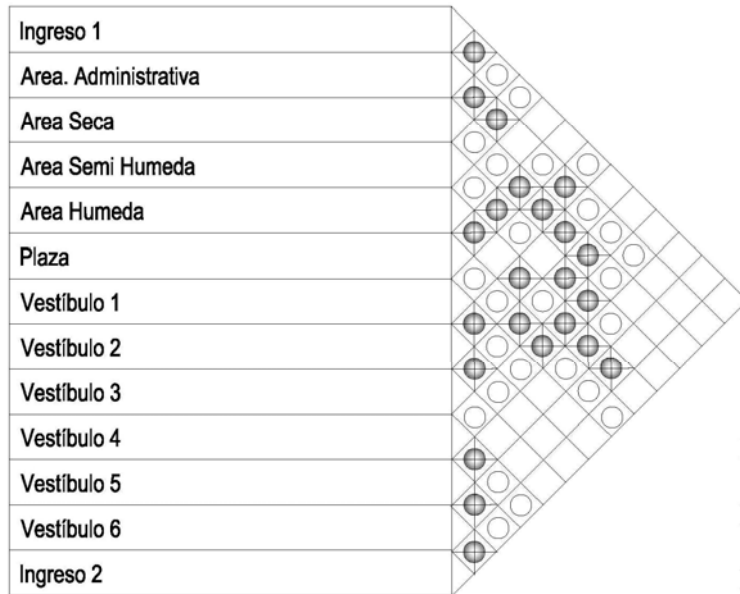 Ingreso 1
Area. Administrativa
Area Seca
Area Semi Humeda
Area Humeda
Plaza
Vestíbulo 1
Vestíbulo 2
Vestíbulo 3
Vestíbulo 4
Vestíbulo 5
Vestíbulo 6
Ingreso 2